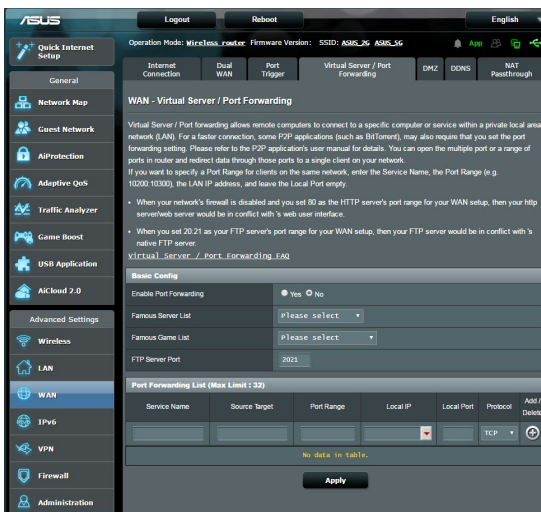 ASUS
Logout
Reboot
English
Quick Internet
Setup
Operation Mode: Wireless router Firmware Version: SSID: ASUS_2G ASUS_5G
App
General
Network Map
Guest Network
AiProtection
Adaptive QoS
Traffic Analyzer
Game Boost
USB Application
AiCloud 2.0
Advanced Settings
Wireless
LAN
WAN
IPv6
VPN
Firewall
Administration
Internet
Connection
Dual
WAN
Port
Trigger
Virtual Server / Port
Forwarding
DMZ
DDNS
NAT
Passthrough
WAN - Virtual Server / Port Forwarding
Virtual Server / Port forwarding allows remote computers to connect to a specific computer or service within a private local area
network (LAN). For a faster connection, some P2P applications (such as BitTorrent), may also require that you set the port
forwarding setting. Please refer to the P2P application's user manual for details. You can open the multiple port or a range of
ports in router and redirect data through those ports to a single client on your network.
If you want to specify a Port Range for clients on the same network, enter the Service Name, the Port Range (e.g.
10200:10300), the LAN IP address, and leave the Local Port empty.
• When your network's firewall is disabled and you set 80 as the HTTP server's port range for your WAN setup, then your http
server/web server would be in conflict with 's web user interface.
• When you set 20:21 as your FTP server's port range for your WAN setup, then your FTP server would be in conflict with 's
native FTP server.
Virtual Server / Port Forwarding FAQ
Basic Config
Enable Port Forwarding Yes No
Famous Server List Please select
Famous Game List Please select
FTP Server Port 2021
Port Forwarding List (Max Limit : 32)
Service Name Source Target Port Range Local IP Local Port Protocol Add /
Delete
TCP
No data in table.
Apply